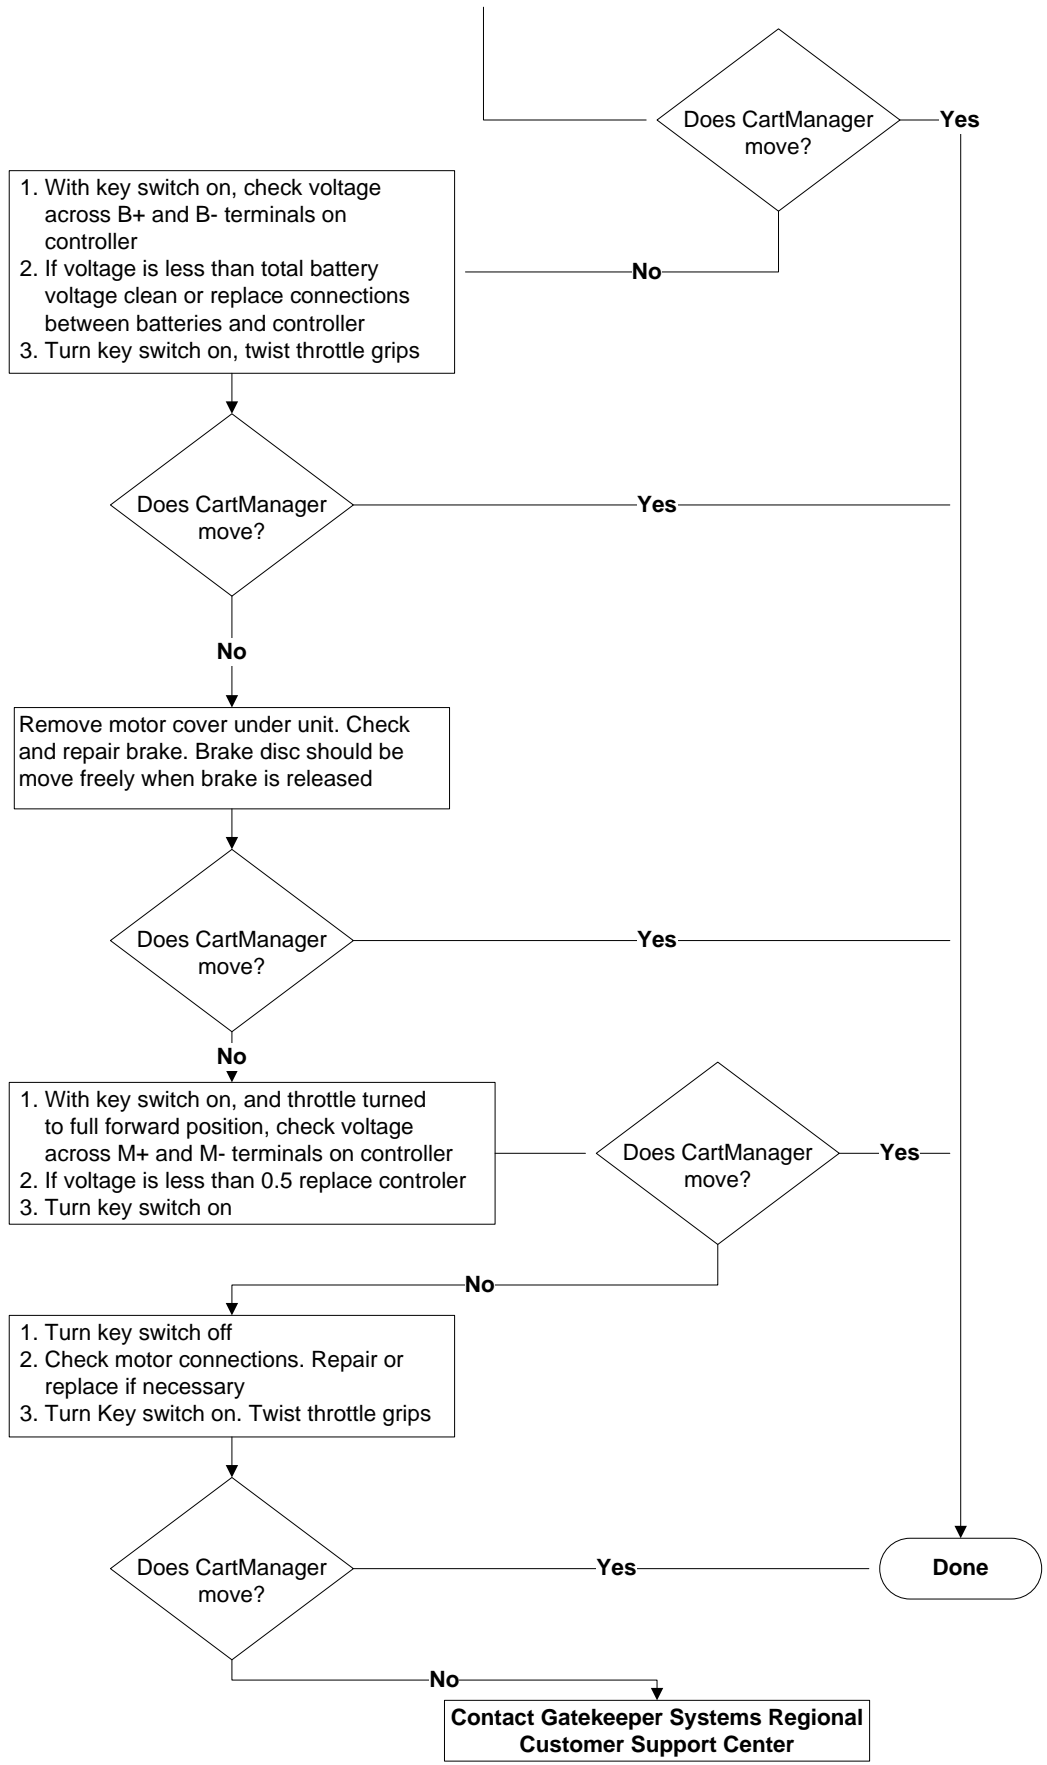 Does CartManager
move?
Yes
1. With key switch on, check voltage
across B+ and B- terminals on
controller
2. If voltage is less than total battery
voltage clean or replace connections
between batteries and controller
3. Turn key switch on, twist throttle grips
No
Does CartManager
move?
Yes
No
Remove motor cover under unit. Check
and repair brake. Brake disc should be
move freely when brake is released
Does CartManager
move?
Yes
No
1. With key switch on, and throttle turned
to full forward position, check voltage
across M+ and M- terminals on controller
2. If voltage is less than 0.5 replace controler
3. Turn key switch on
Does CartManager
move?
Yes
No
1. Turn key switch off
2. Check motor connections. Repair or
replace if necessary
3. Turn Key switch on. Twist throttle grips
Does CartManager
move?
Yes
Done
No
Contact Gatekeeper Systems Regional
Customer Support Center